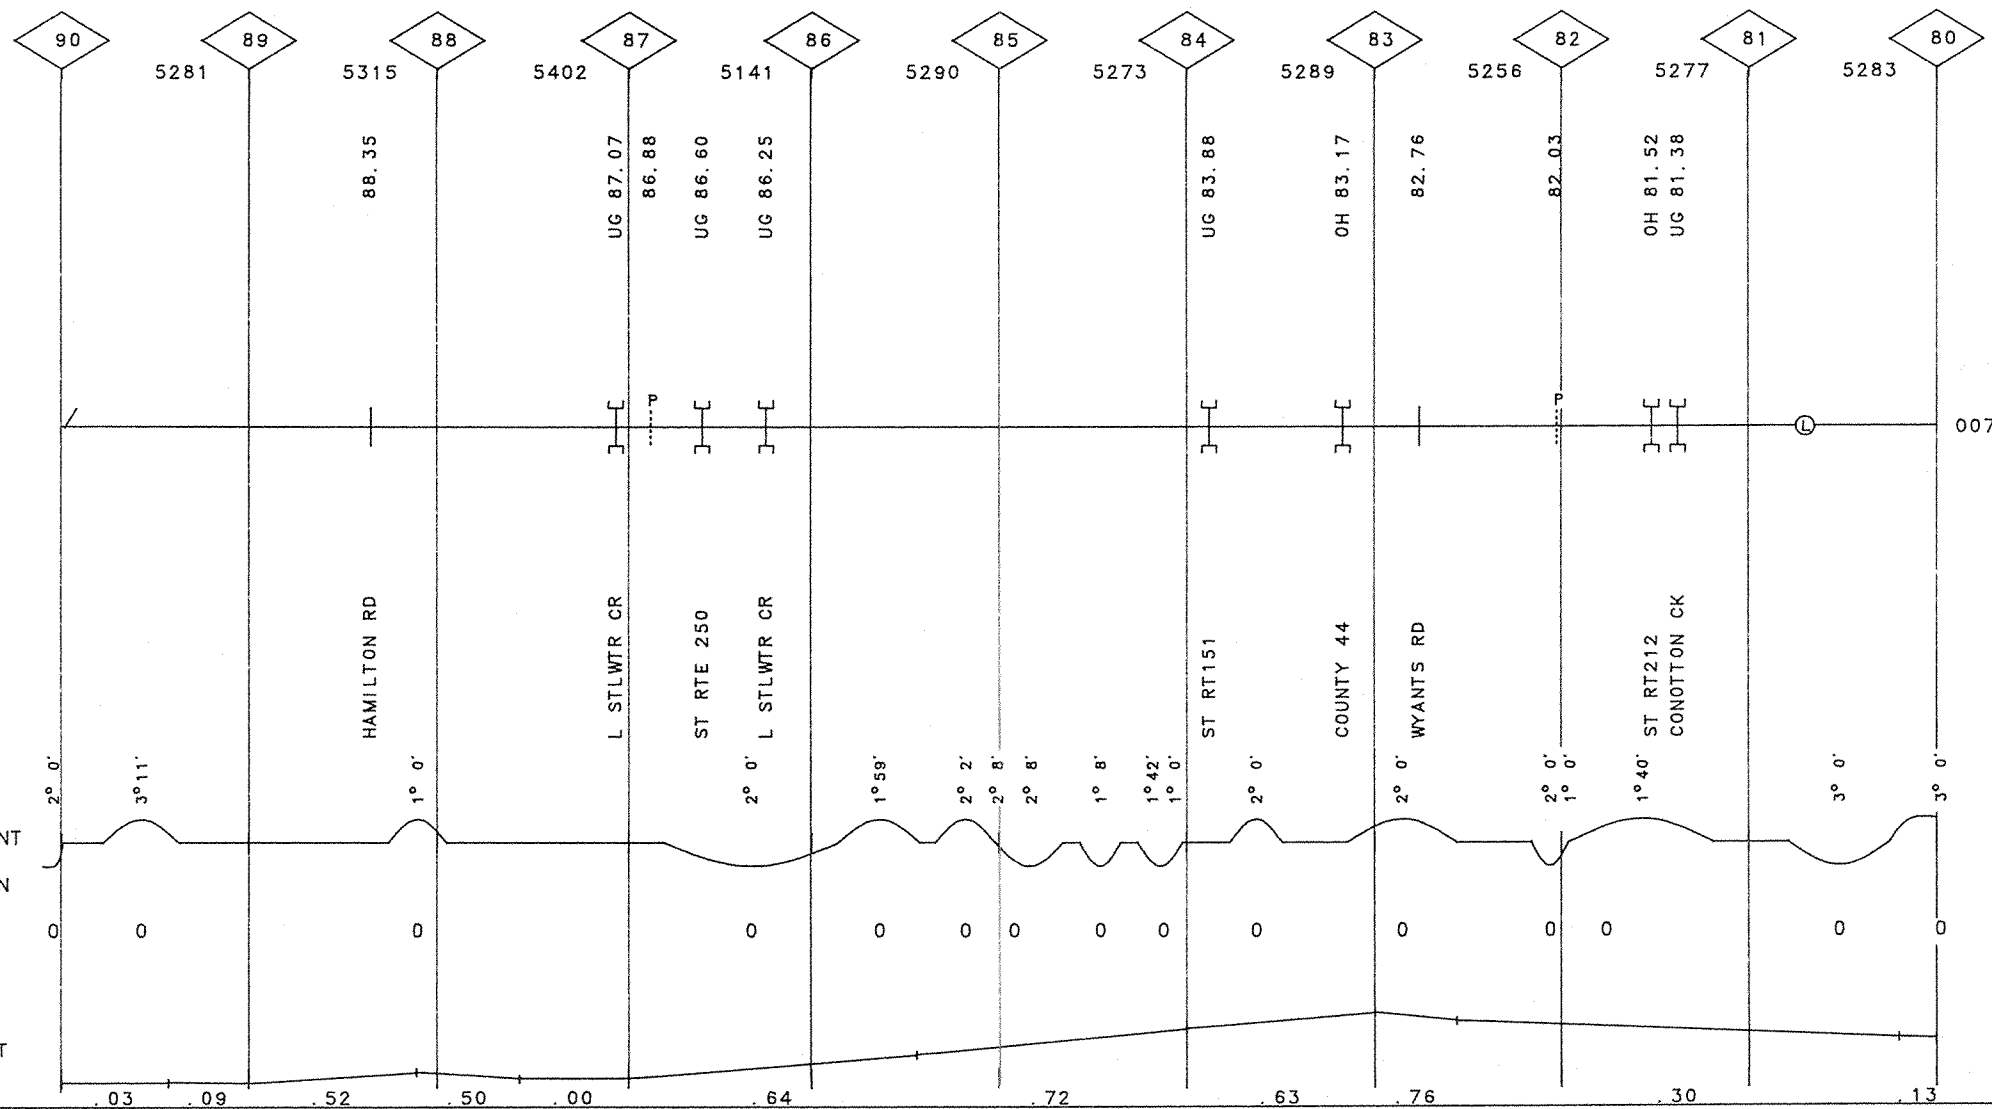 90 89 88 87 86 85 84 83 82 81 80
5281 5315 5402 5141 5290 5273 5289 5256 5277 5283
88.35
UG 87.07
86.88
UG 86.60
UG 86.25
UG 83.88
OH 83.17
82.76
82.03
OH 81.52
UG 81.38
P
P
L
007
HAMILTON RD
L STLWTR CR
ST RTE 250
L STLWTR CR
ST RT151
COUNTY 44
WYANTS RD
ST RT212
CONOTTON CK
2° 0'
3°11'
1° 0'
2° 0'
1°59'
2° 2'
2° 8'
2° 8'
1° 8'
1°42'
1° 0'
2° 0'
2° 0'
2° 0'
1° 0'
1°40'
3° 0'
3° 0'
NT
N
0 0 0 0 0 0 0 0 0 0 0 0 0 0 0
T
.03 .09 .52 .50 .00 .64 .72 .63 .76 .30 .13